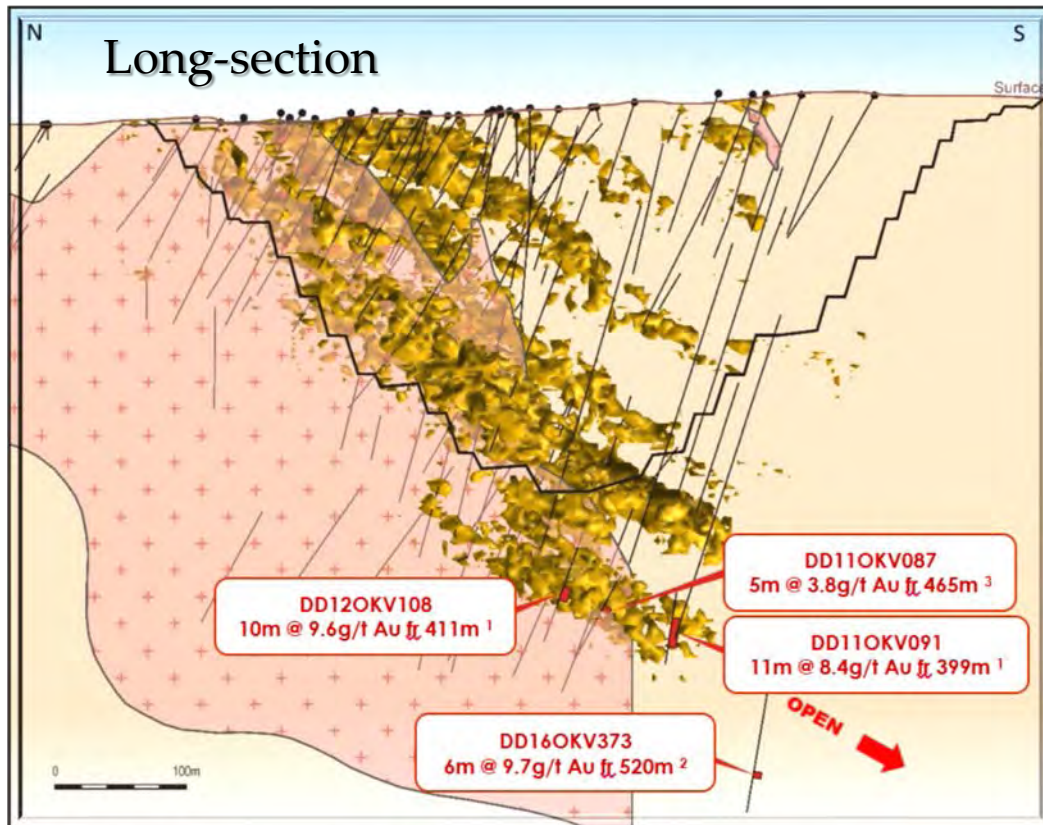 N
S
Long-section
Surface
DD11OKV087
5m @ 3.8g/t Au fr 465m ³
DD12OKV108
10m @ 9.6g/t Au fr 411m ¹
DD11OKV091
11m @ 8.4g/t Au fr 399m ¹
OPEN
DD16OKV373
6m @ 9.7g/t Au fr 520m ²
0 100m